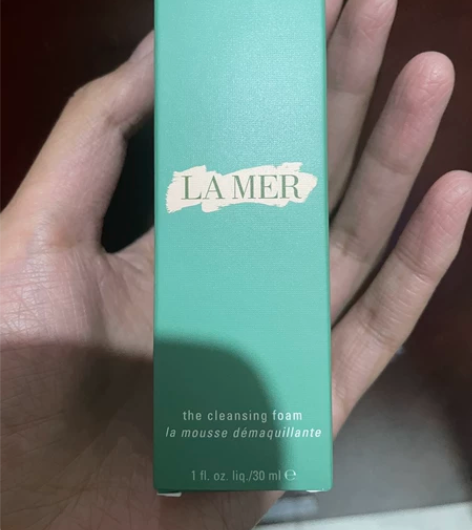 LA MER
the cleansing foam
la mousse démaquillante
1 fl. oz. liq./30 ml ℮